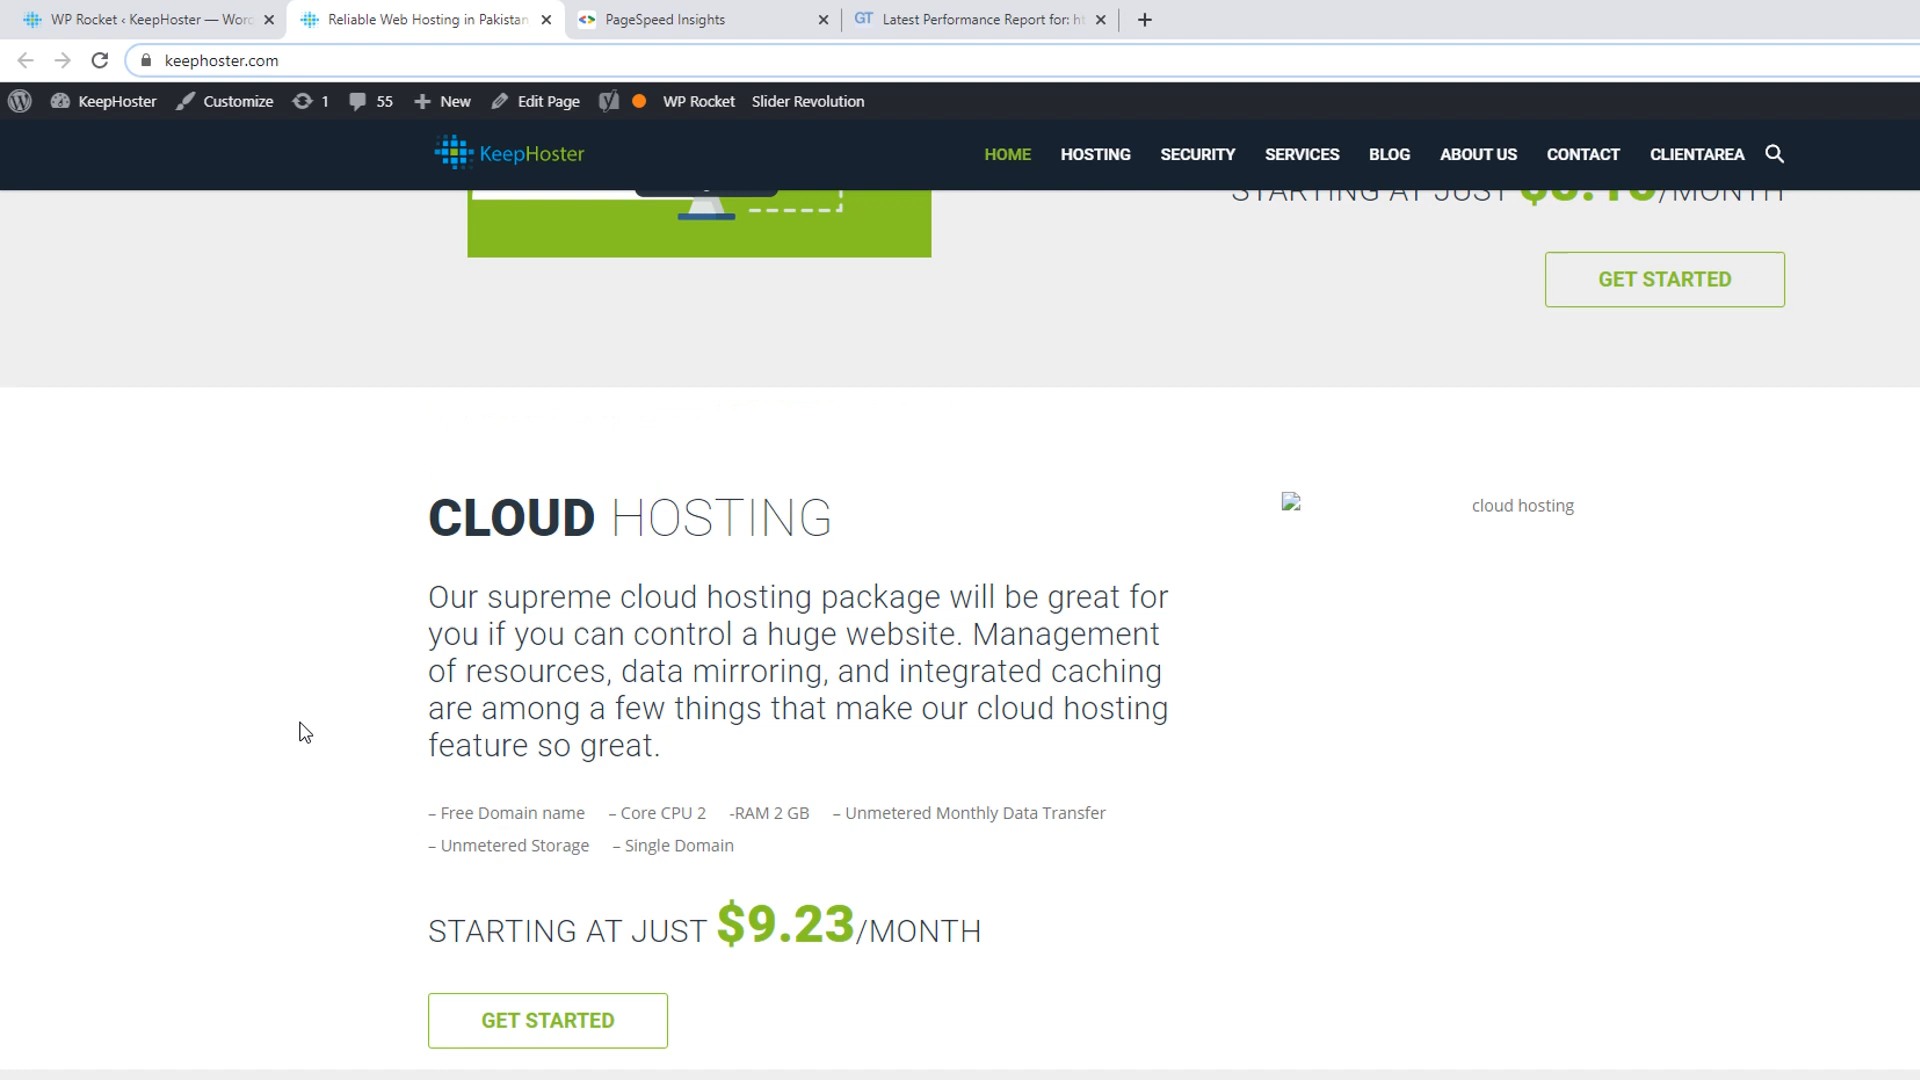 WP Rocket ‹ KeepHoster — Worc
Reliable Web Hosting in Pakistan
PageSpeed Insights
GT Latest Performance Report for: ht
keephoster.com
KeepHoster Customize 1 55 New Edit Page WP Rocket Slider Revolution
KeepHoster
HOME HOSTING SECURITY SERVICES BLOG ABOUT US CONTACT CLIENTAREA
STARTING AT JUST /MONTH
GET STARTED
CLOUD HOSTING
cloud hosting
Our supreme cloud hosting package will be great for
you if you can control a huge website. Management
of resources, data mirroring, and integrated caching
are among a few things that make our cloud hosting
feature so great.
– Free Domain name – Core CPU 2 -RAM 2 GB – Unmetered Monthly Data Transfer
– Unmetered Storage – Single Domain
STARTING AT JUST $9.23/MONTH
GET STARTED